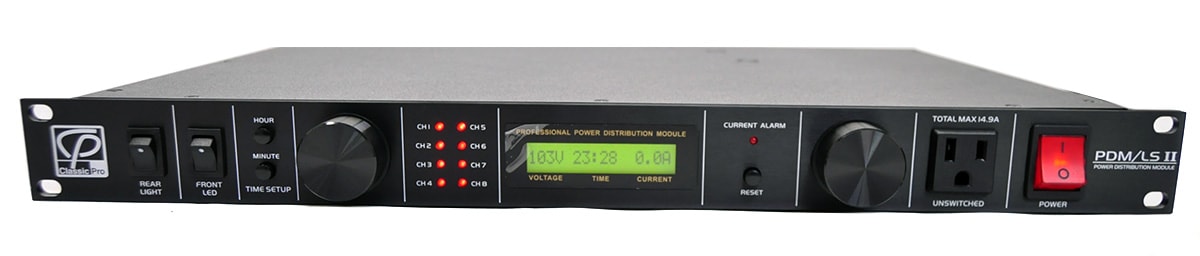 CP
Classic Pro
REAR
LIGHT
FRONT
LED
HOUR
MINUTE
TIME SETUP
CH1 CH5
CH2 CH6
CH3 CH7
CH4 CH8
PROFESSIONAL POWER DISTRIBUTION MODULE
103V 23:28 0.0A
VOLTAGE TIME CURRENT
CURRENT ALARM
RESET
TOTAL MAX 14.9A
UNSWITCHED
I
O
POWER
PDM/LS II
POWER DISTRIBUTION MODULE